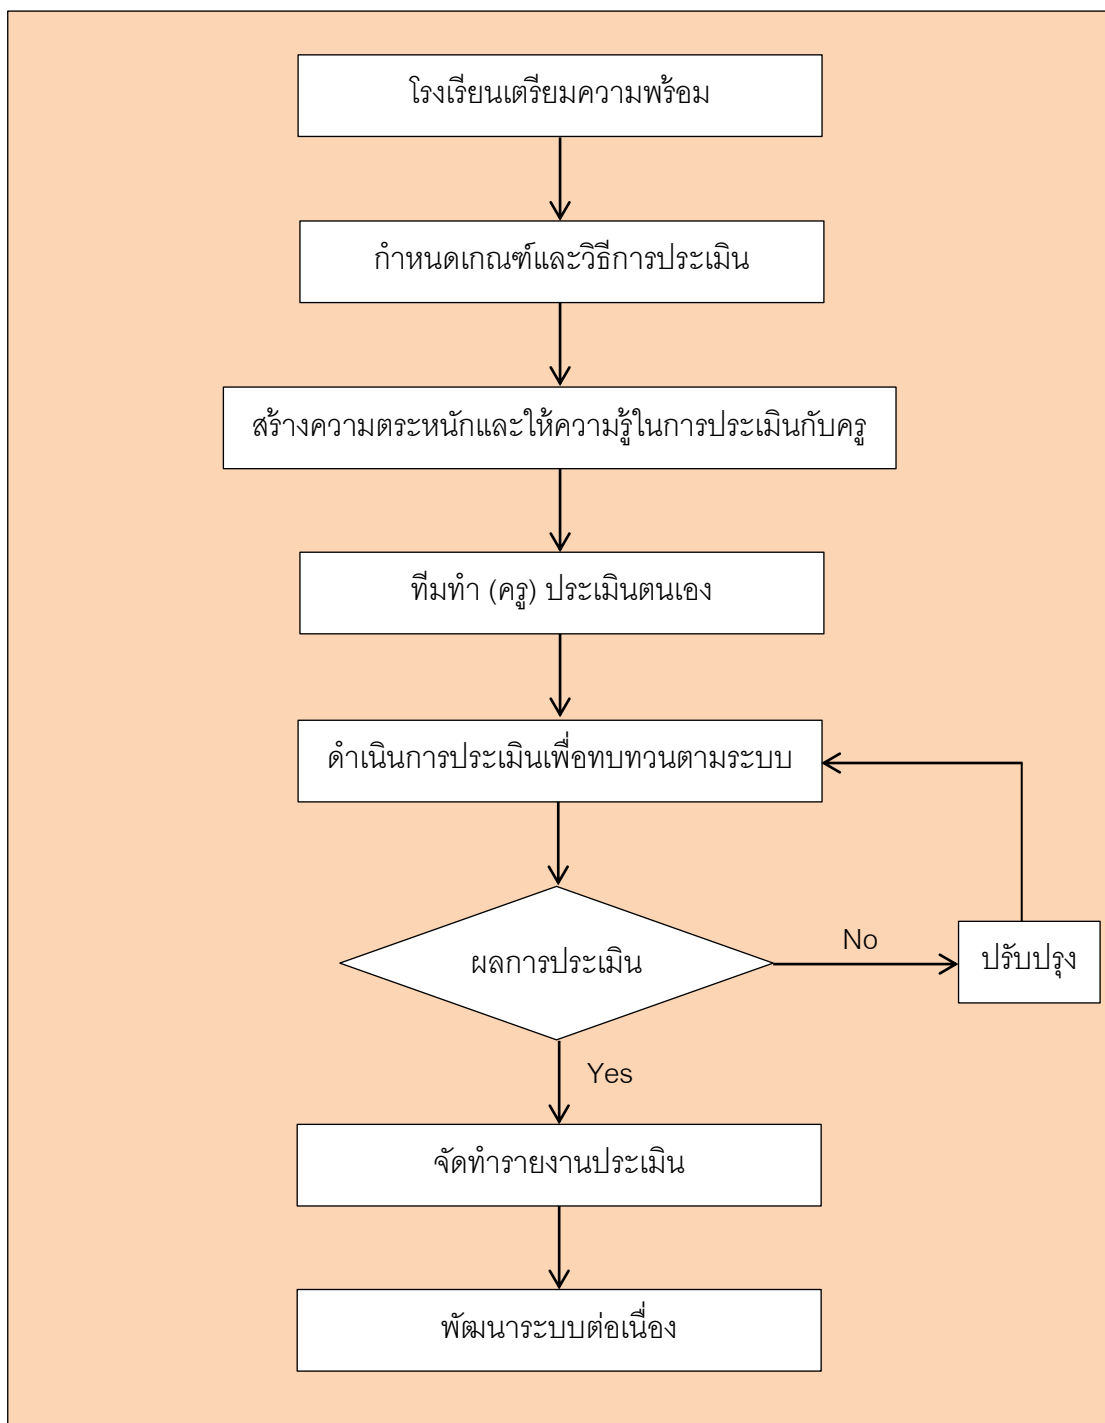 โรงเรียนเตรียมความพร้อม
กำหนดเกณฑ์และวิธีการประเมิน
สร้างความตระหนักและให้ความรู้ในการประเมินกับครู
ทีมทำ (ครู) ประเมินตนเอง
ดำเนินการประเมินเพื่อทบทวนตามระบบ
ผลการประเมิน
No
ปรับปรุง
Yes
จัดทำรายงานประเมิน
พัฒนาระบบต่อเนื่อง